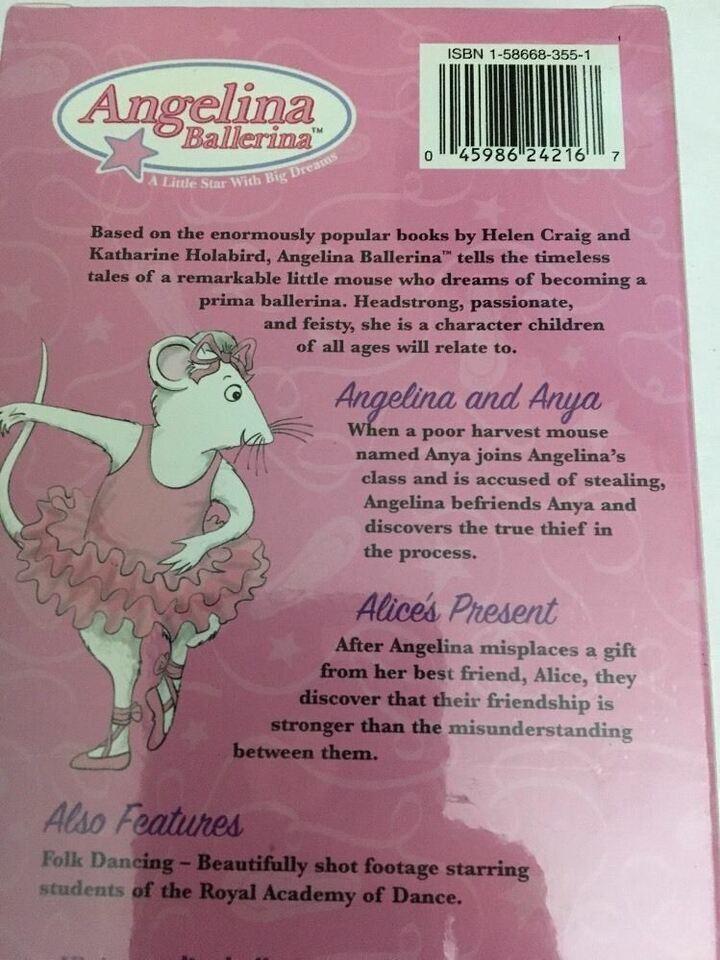 Angelina
Ballerina™
A Little Star With Big Dreams
ISBN 1-58668-355-1
0 45986 24216 7
Based on the enormously popular books by Helen Craig and
Katharine Holabird, Angelina Ballerina™ tells the timeless
tales of a remarkable little mouse who dreams of becoming a
prima ballerina. Headstrong, passionate,
and feisty, she is a character children
of all ages will relate to.
Angelina and Anya
When a poor harvest mouse
named Anya joins Angelina's
class and is accused of stealing,
Angelina befriends Anya and
discovers the true thief in
the process.
Alice's Present
After Angelina misplaces a gift
from her best friend, Alice, they
discover that their friendship is
stronger than the misunderstanding
between them.
Also Features
Folk Dancing – Beautifully shot footage starring
students of the Royal Academy of Dance.